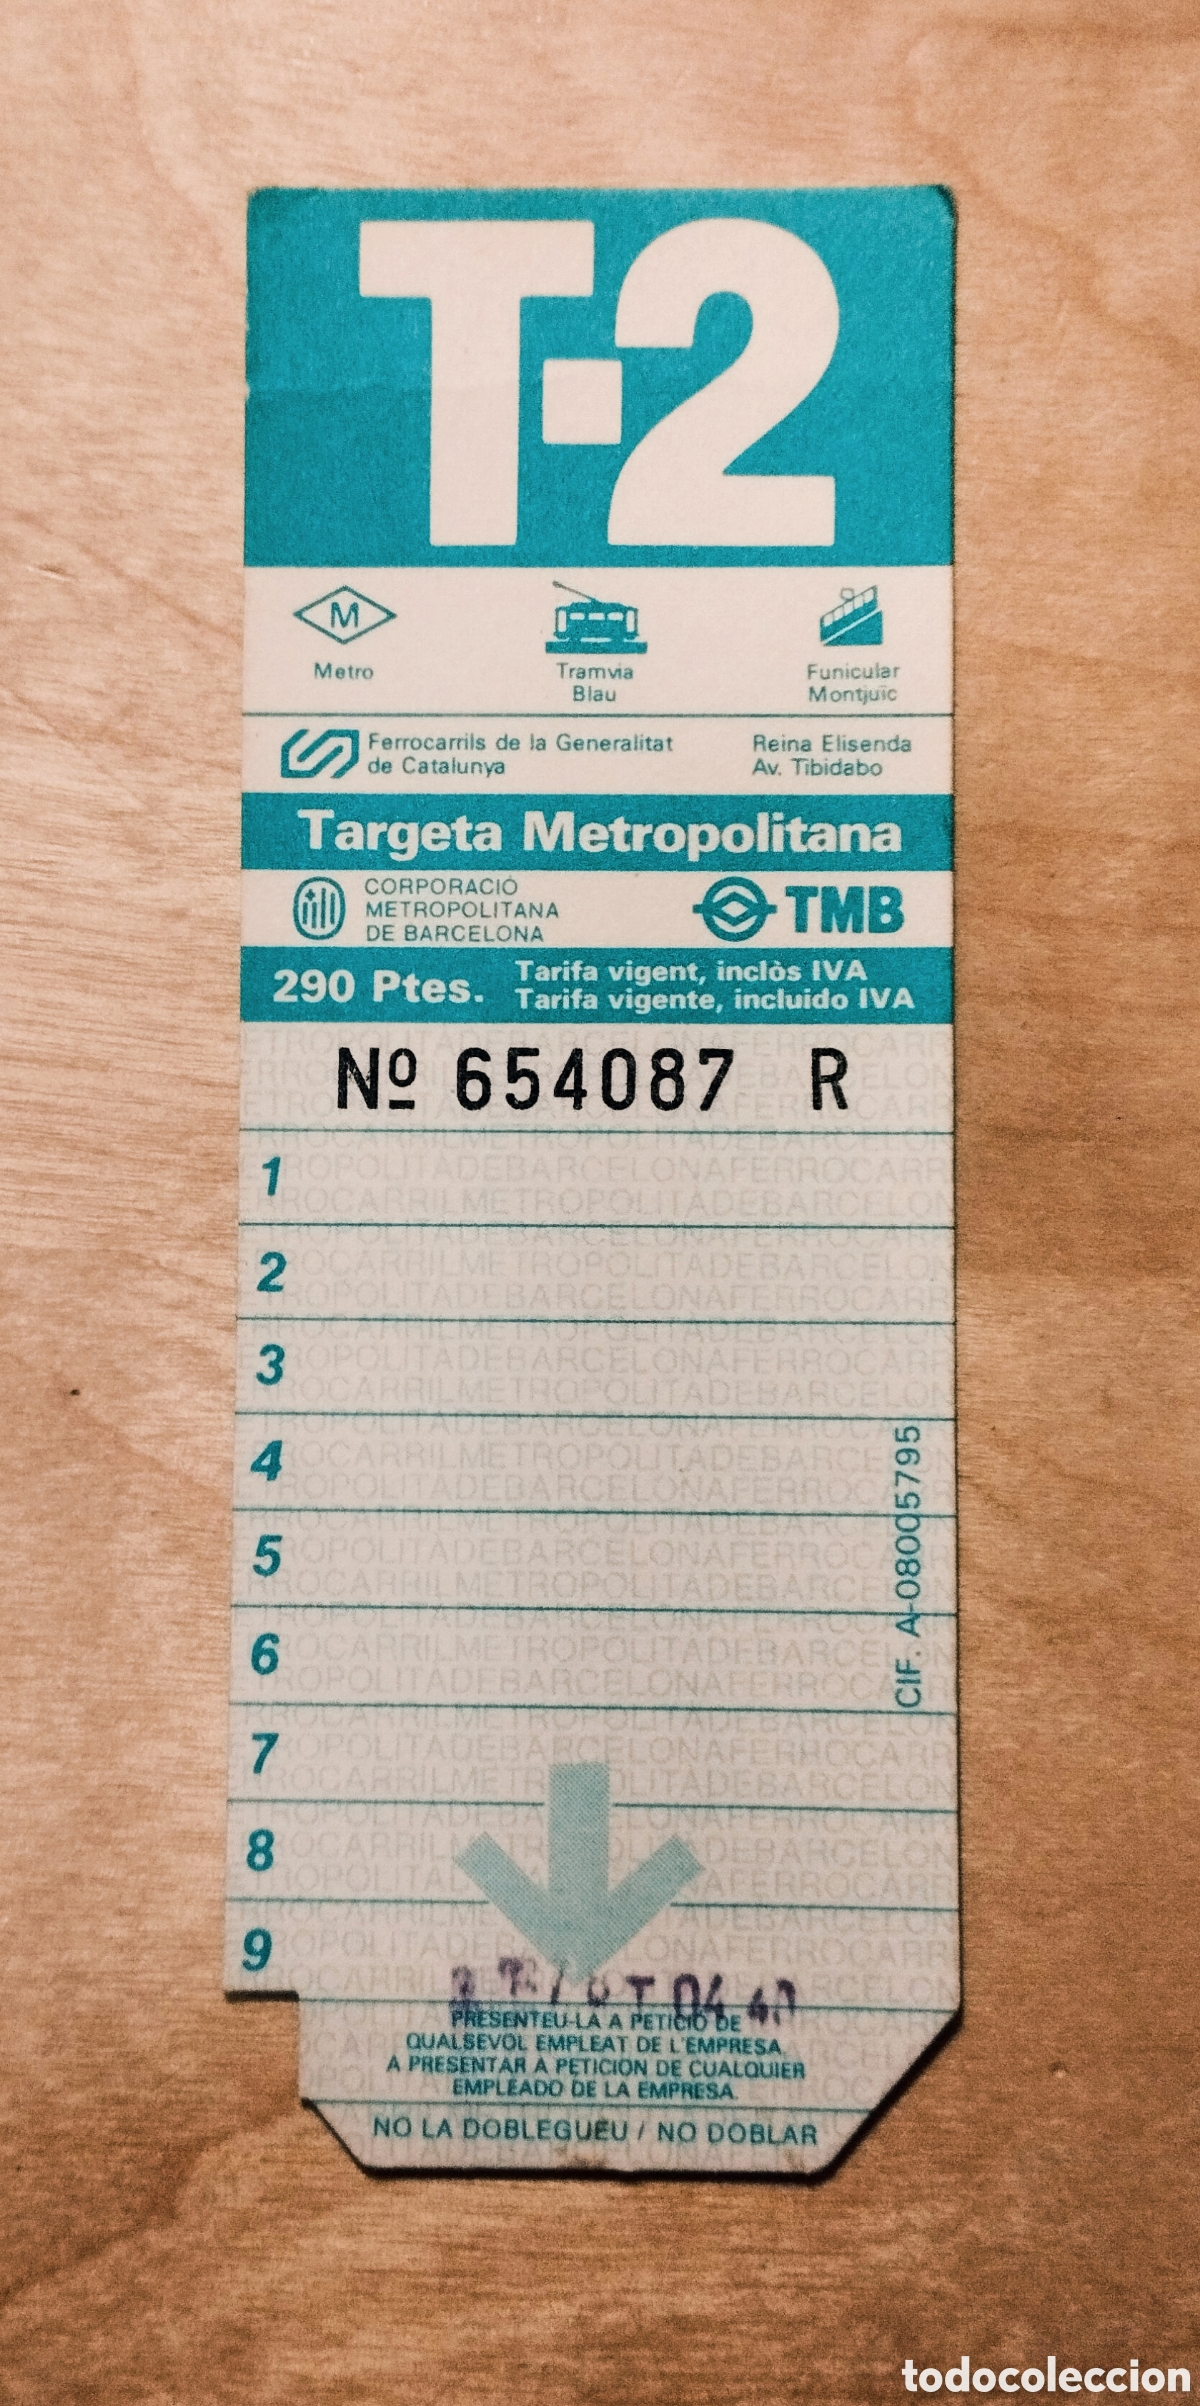 T·2
M
Metro
Tramvia
Blau
Funicular
Montjuïc
Ferrocarrils de la Generalitat
de Catalunya
Reina Elisenda
Av. Tibidabo
Targeta Metropolitana
CORPORACIÓ
METROPOLITANA
DE BARCELONA
TMB
290 Ptes.
Tarifa vigent, inclòs IVA
Tarifa vigente, incluido IVA
Nº 654087 R
1
2
3
4
5
6
7
8
9
CIF. A-08005795
PRESENTEU-LA A PETICIÓ DE
QUALSEVOL EMPLEAT DE L'EMPRESA.
A PRESENTAR A PETICION DE CUALQUIER
EMPLEADO DE LA EMPRESA.
NO LA DOBLEGUEU / NO DOBLAR
todocoleccion